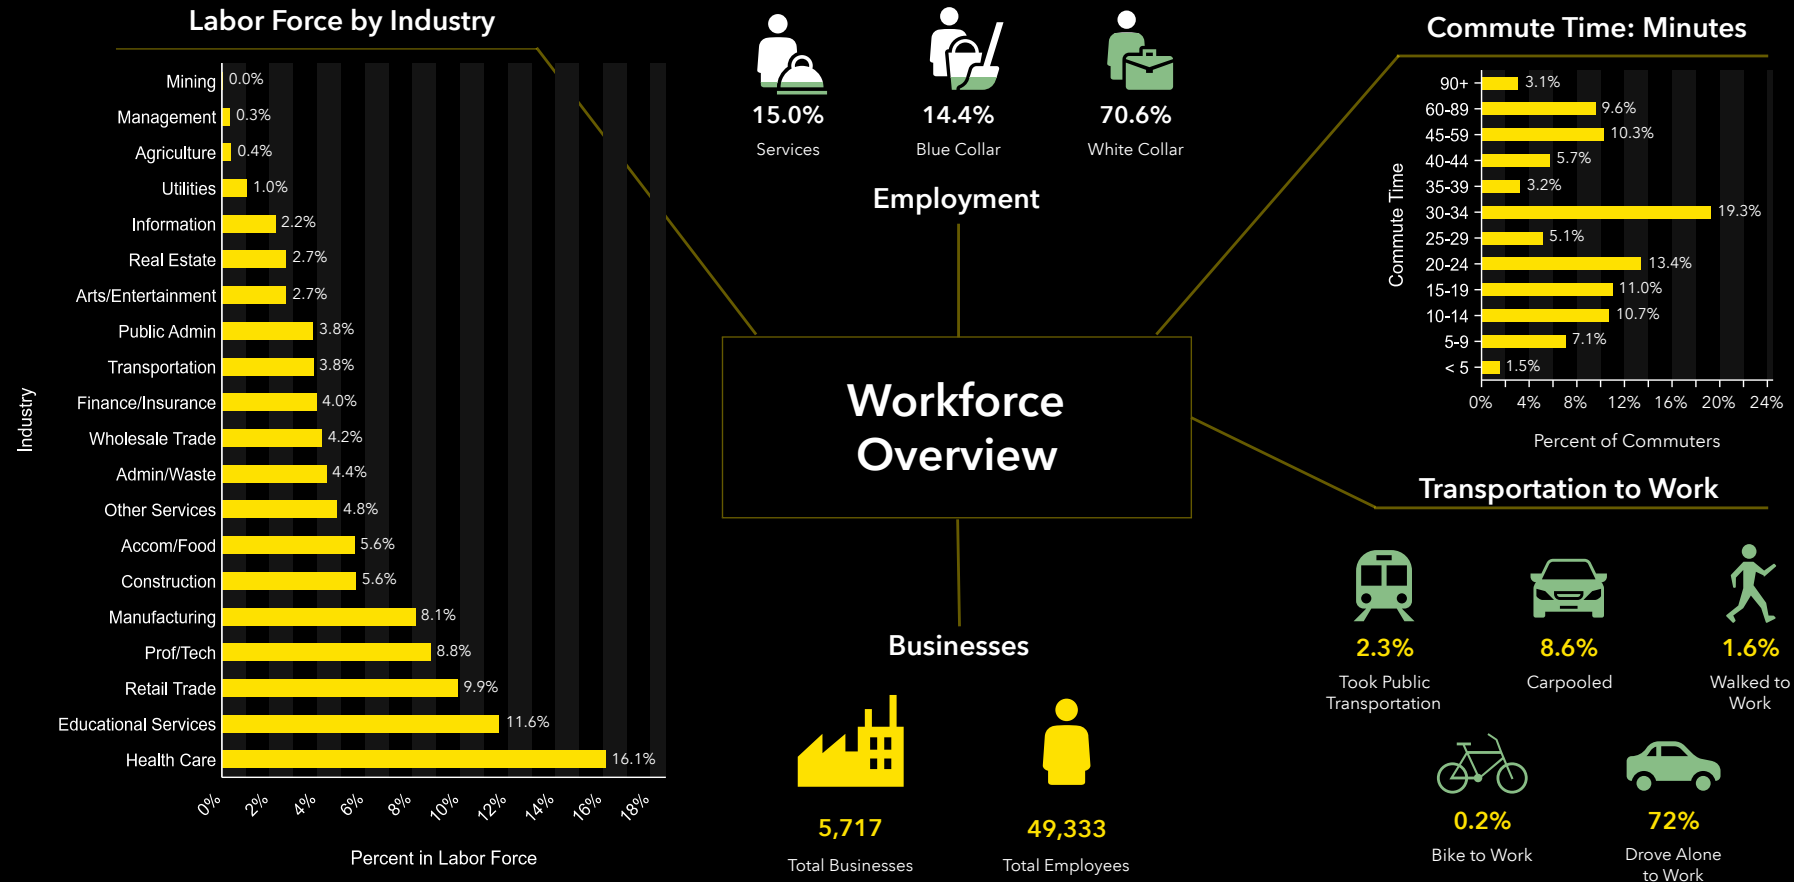 Labor Force by Industry
Industry
Mining 0.0%
Management 0.3%
Agriculture 0.4%
Utilities 1.0%
Information 2.2%
Real Estate 2.7%
Arts/Entertainment 2.7%
Public Admin 3.8%
Transportation 3.8%
Finance/Insurance 4.0%
Wholesale Trade 4.2%
Admin/Waste 4.4%
Other Services 4.8%
Accom/Food 5.6%
Construction 5.6%
Manufacturing 8.1%
Prof/Tech 8.8%
Retail Trade 9.9%
Educational Services 11.6%
Health Care 16.1%
0% 2% 4% 6% 8% 10% 12% 14% 16% 18%
Percent in Labor Force
15.0% 14.4% 70.6%
Services Blue Collar White Collar
Employment
Workforce
Overview
Businesses
5,717 49,333
Total Businesses Total Employees
Commute Time: Minutes
Commute Time
90+ 3.1%
60-89 9.6%
45-59 10.3%
40-44 5.7%
35-39 3.2%
30-34 19.3%
25-29 5.1%
20-24 13.4%
15-19 11.0%
10-14 10.7%
5-9 7.1%
< 5 1.5%
0% 4% 8% 12% 16% 20% 24%
Percent of Commuters
Transportation to Work
2.3% 8.6% 1.6%
Took Public Carpooled Walked to
Transportation Work
0.2% 72%
Bike to Work Drove Alone
to Work